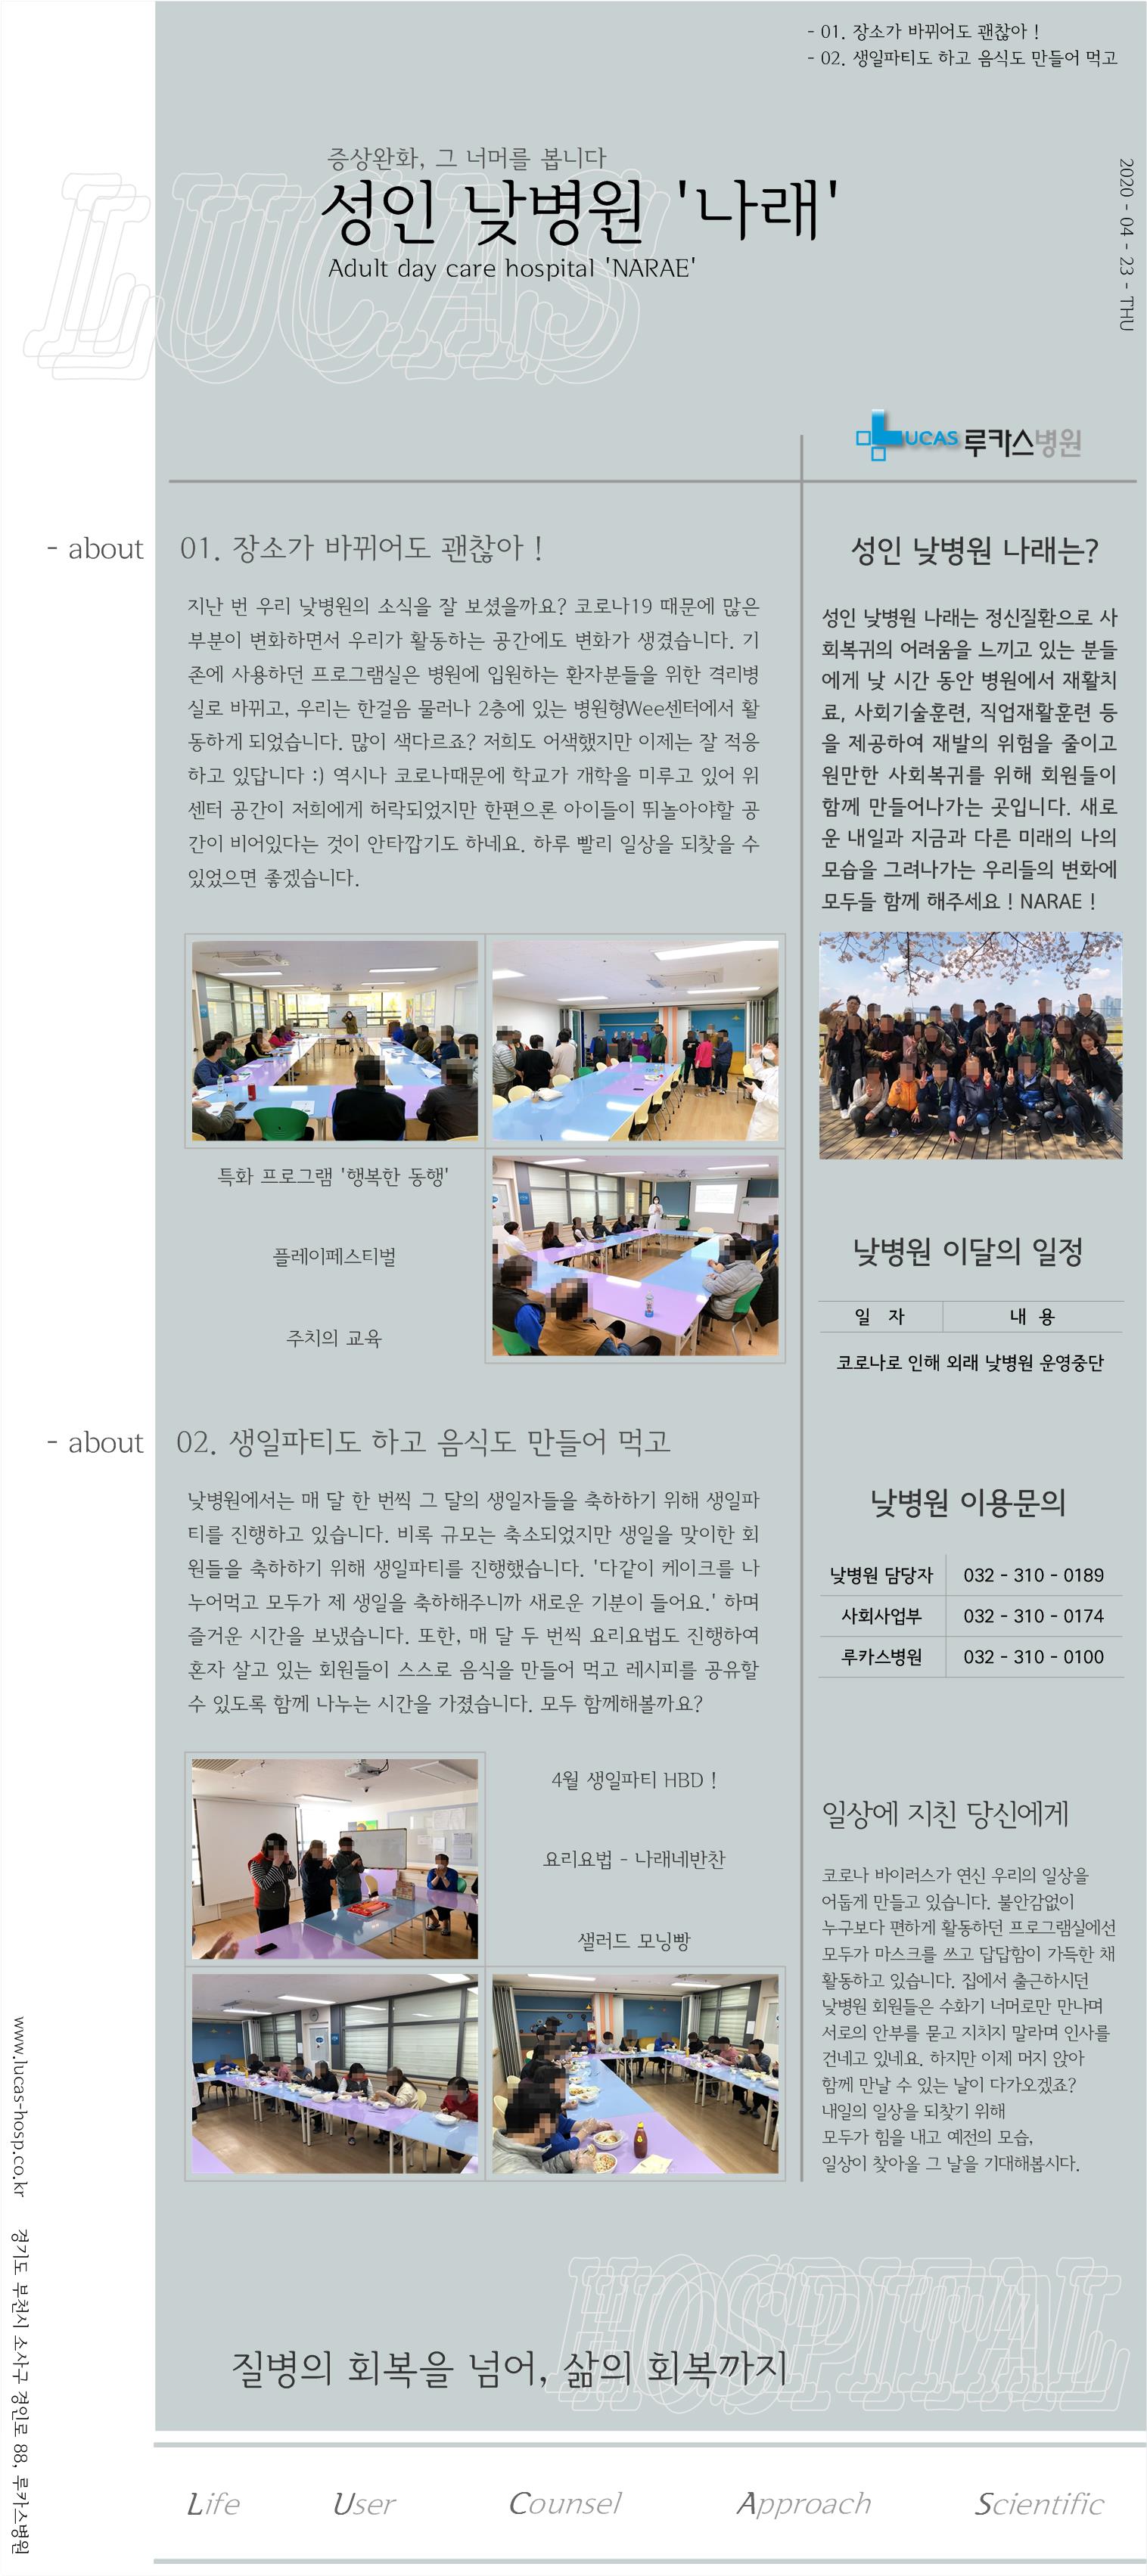 - 01. 장소가 바뀌어도 괜찮아 !
- 02. 생일파티도 하고 음식도 만들어 먹고
2020 - 04 - 23 - THU
LUCAS
증상완화, 그 너머를 봅니다
성인 낮병원 '나래'
Adult day care hospital 'NARAE'
LUCAS 루카스병원
- about
01. 장소가 바뀌어도 괜찮아 !
지난 번 우리 낮병원의 소식을 잘 보셨을까요? 코로나19 때문에 많은
부분이 변화하면서 우리가 활동하는 공간에도 변화가 생겼습니다. 기
존에 사용하던 프로그램실은 병원에 입원하는 환자분들을 위한 격리병
실로 바뀌고, 우리는 한걸음 물러나 2층에 있는 병원형Wee센터에서 활
동하게 되었습니다. 많이 색다르죠? 저희도 어색했지만 이제는 잘 적응
하고 있답니다 :) 역시나 코로나때문에 학교가 개학을 미루고 있어 위
센터 공간이 저희에게 허락되었지만 한편으론 아이들이 뛰놀아야할 공
간이 비어있다는 것이 안타깝기도 하네요. 하루 빨리 일상을 되찾을 수
있었으면 좋겠습니다.
특화 프로그램 '행복한 동행'
플레이페스티벌
주치의 교육
성인 낮병원 나래는?
성인 낮병원 나래는 정신질환으로 사
회복귀의 어려움을 느끼고 있는 분들
에게 낮 시간 동안 병원에서 재활치
료, 사회기술훈련, 직업재활훈련 등
을 제공하여 재발의 위험을 줄이고
원만한 사회복귀를 위해 회원들이
함께 만들어나가는 곳입니다. 새로
운 내일과 지금과 다른 미래의 나의
모습을 그려나가는 우리들의 변화에
모두들 함께 해주세요 ! NARAE !
낮병원 이달의 일정
일 자 내 용
코로나로 인해 외래 낮병원 운영중단
- about
02. 생일파티도 하고 음식도 만들어 먹고
낮병원에서는 매 달 한 번씩 그 달의 생일자들을 축하하기 위해 생일파
티를 진행하고 있습니다. 비록 규모는 축소되었지만 생일을 맞이한 회
원들을 축하하기 위해 생일파티를 진행했습니다. '다같이 케이크를 나
누어먹고 모두가 제 생일을 축하해주니까 새로운 기분이 들어요.' 하며
즐거운 시간을 보냈습니다. 또한, 매 달 두 번씩 요리요법도 진행하여
혼자 살고 있는 회원들이 스스로 음식을 만들어 먹고 레시피를 공유할
수 있도록 함께 나누는 시간을 가졌습니다. 모두 함께해볼까요?
4월 생일파티 HBD !
요리요법 - 나래네반찬
샐러드 모닝빵
낮병원 이용문의
낮병원 담당자 032 - 310 - 0189
사회사업부 032 - 310 - 0174
루카스병원 032 - 310 - 0100
일상에 지친 당신에게
코로나 바이러스가 연신 우리의 일상을
어둡게 만들고 있습니다. 불안감없이
누구보다 편하게 활동하던 프로그램실에선
모두가 마스크를 쓰고 답답함이 가득한 채
활동하고 있습니다. 집에서 출근하시던
낮병원 회원들은 수화기 너머로만 만나며
서로의 안부를 묻고 지치지 말라며 인사를
건네고 있네요. 하지만 이제 머지 않아
함께 만날 수 있는 날이 다가오겠죠?
내일의 일상을 되찾기 위해
모두가 힘을 내고 예전의 모습,
일상이 찾아올 그 날을 기대해봅시다.
HOSPITAL
질병의 회복을 넘어, 삶의 회복까지
www.lucas-hosp.co.kr 경기도 부천시 소사구 경인로 88, 루카스병원
Life User Counsel Approach Scientific